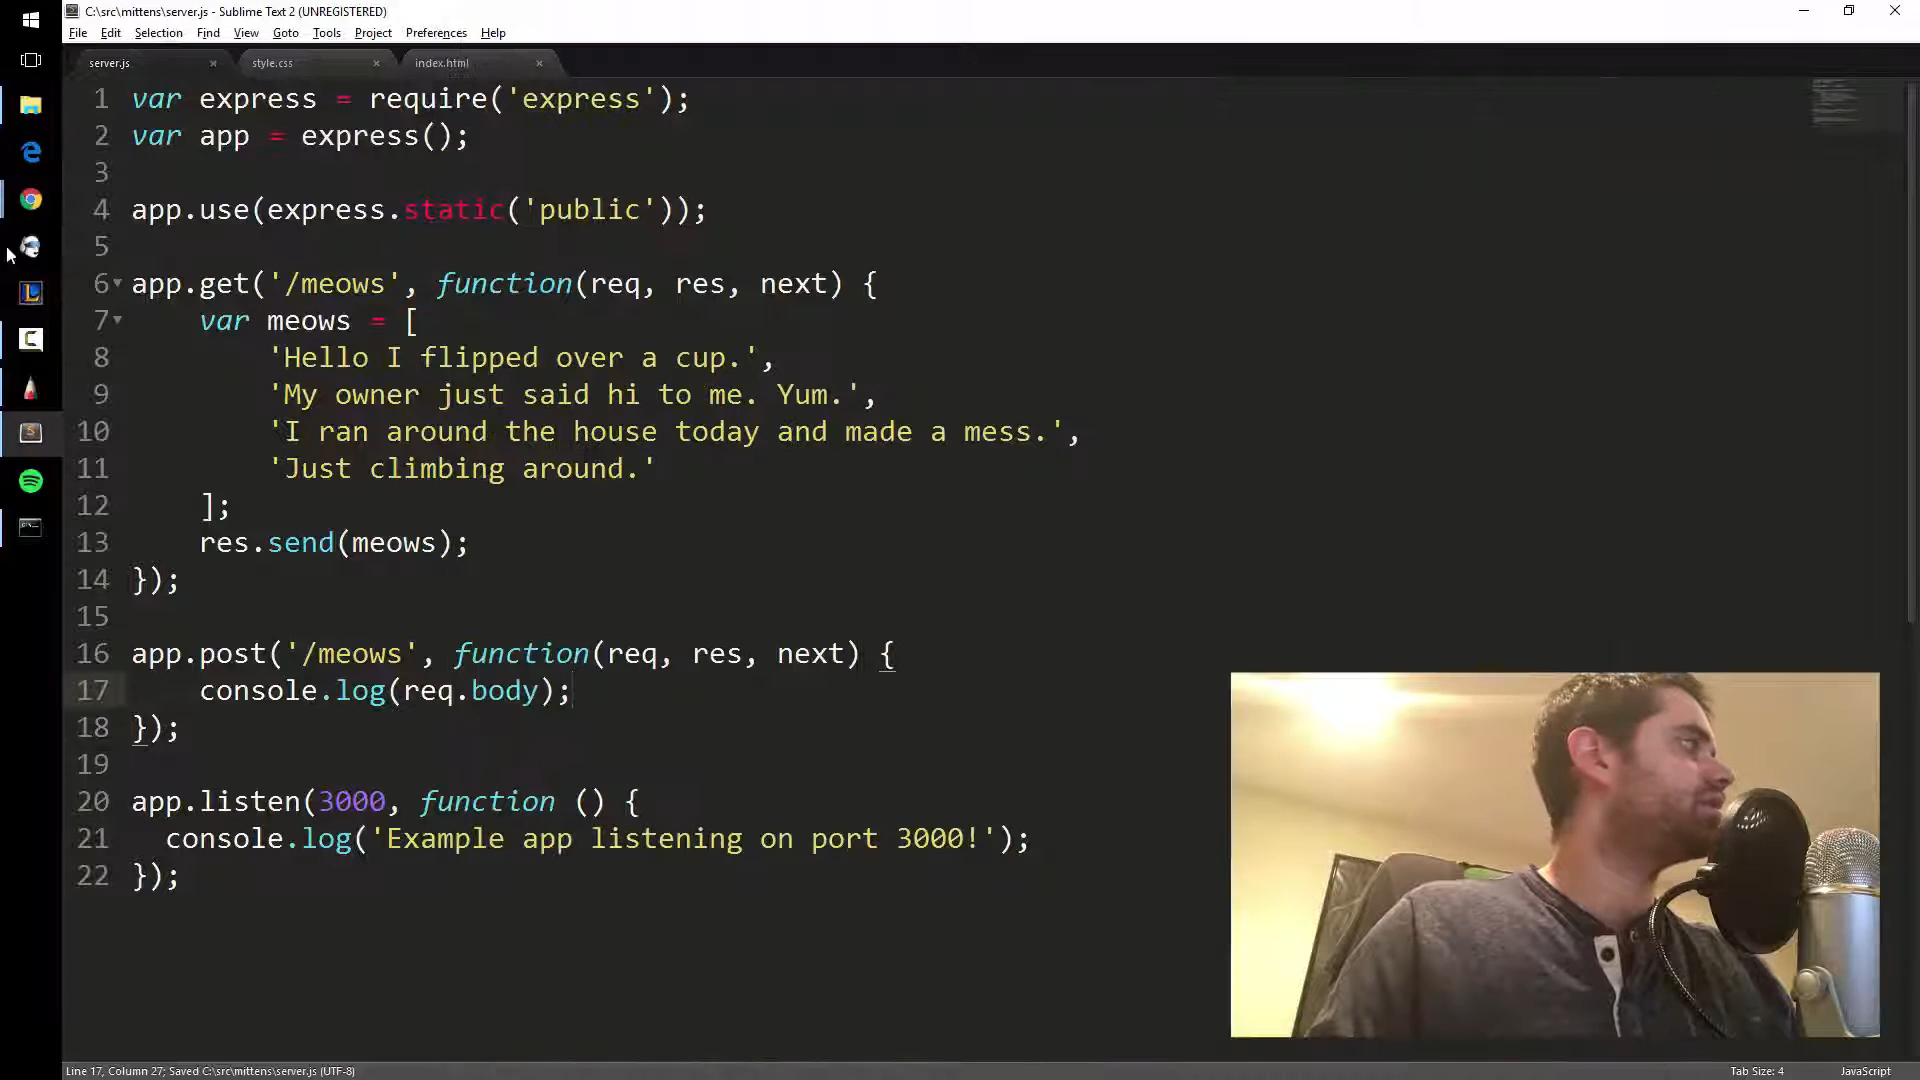 C:\src\mittens\server.js - Sublime Text 2 (UNREGISTERED)
File Edit Selection Find View Goto Tools Project Preferences Help
server.js × style.css × index.html ×
1 var express = require('express');
2 var app = express();
3
4 app.use(express.static('public'));
5
6 app.get('/meows', function(req, res, next) {
7 var meows = [
8 'Hello I flipped over a cup.',
9 'My owner just said hi to me. Yum.',
10 'I ran around the house today and made a mess.',
11 'Just climbing around.'
12 ];
13 res.send(meows);
14 });
15
16 app.post('/meows', function(req, res, next) {
17 console.log(req.body);
18 });
19
20 app.listen(3000, function () {
21 console.log('Example app listening on port 3000!');
22 });
Line 17, Column 27; Saved C:\src\mittens\server.js (UTF-8) Tab Size: 4 JavaScript